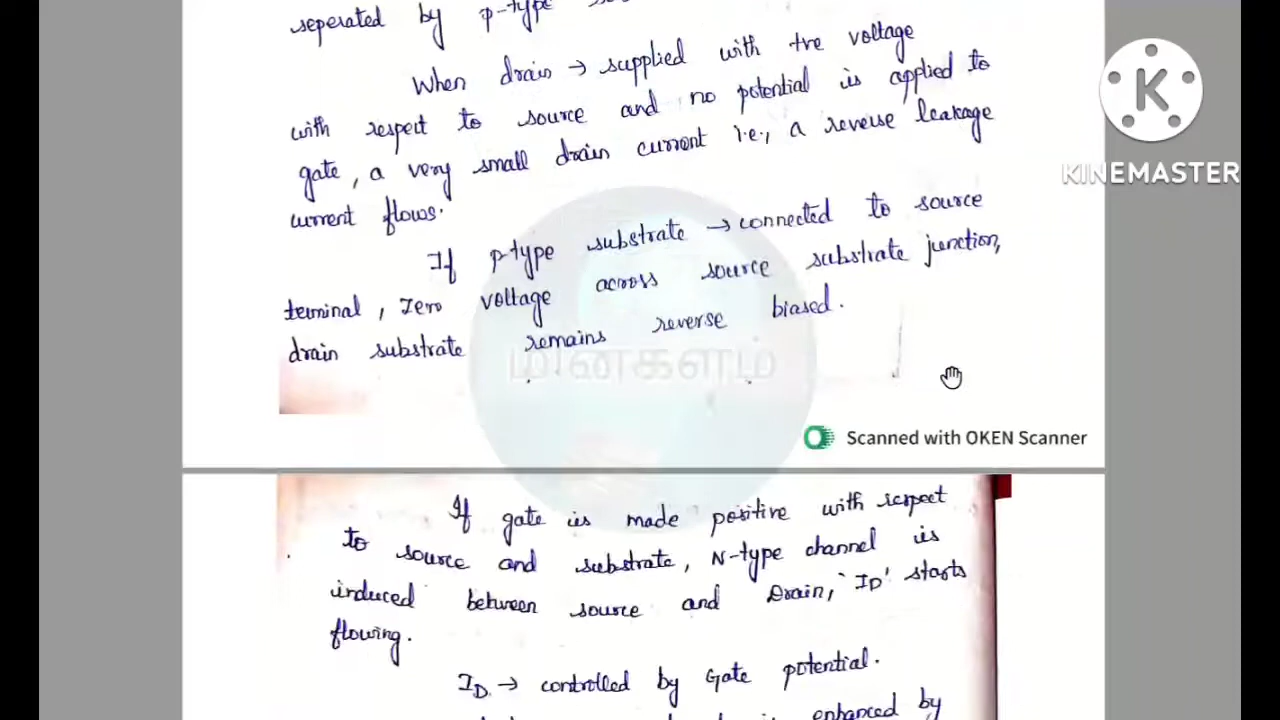 seperated by p-type
When drain → supplied with +ve voltage
with respect to source and no potential is applied to
gate, a very small drain current i.e., a reverse leakage
current flows.
If p-type substrate → connected to source
terminal, Zero voltage across source substrate junction,
drain substrate remains reverse biased.
மின்களம்
Scanned with OKEN Scanner
If gate is made positive with respect
to source and substrate, N-type channel is
induced between source and Drain, 'ID' starts
flowing.
ID → controlled by Gate potential.
enhanced by
K
KINEMASTER